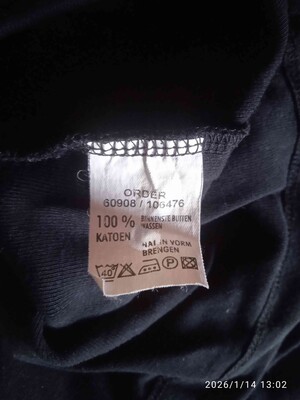 ORDER
60908 / 106476
100 % BINNENSTE BUITEN
KATOEN WASSEN
NAT IN VORM
BRENGEN
40 P
2026/1/14 13:02